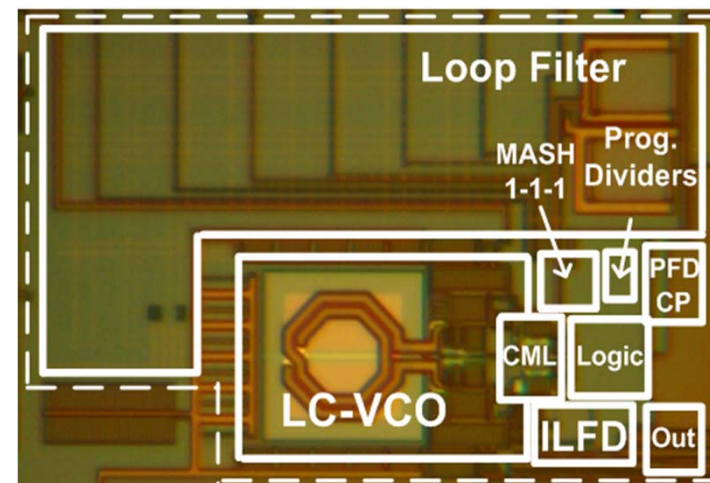 Loop Filter
MASH
1-1-1
Prog.
Dividers
PFD
CP
CML
Logic
LC-VCO
ILFD
Out